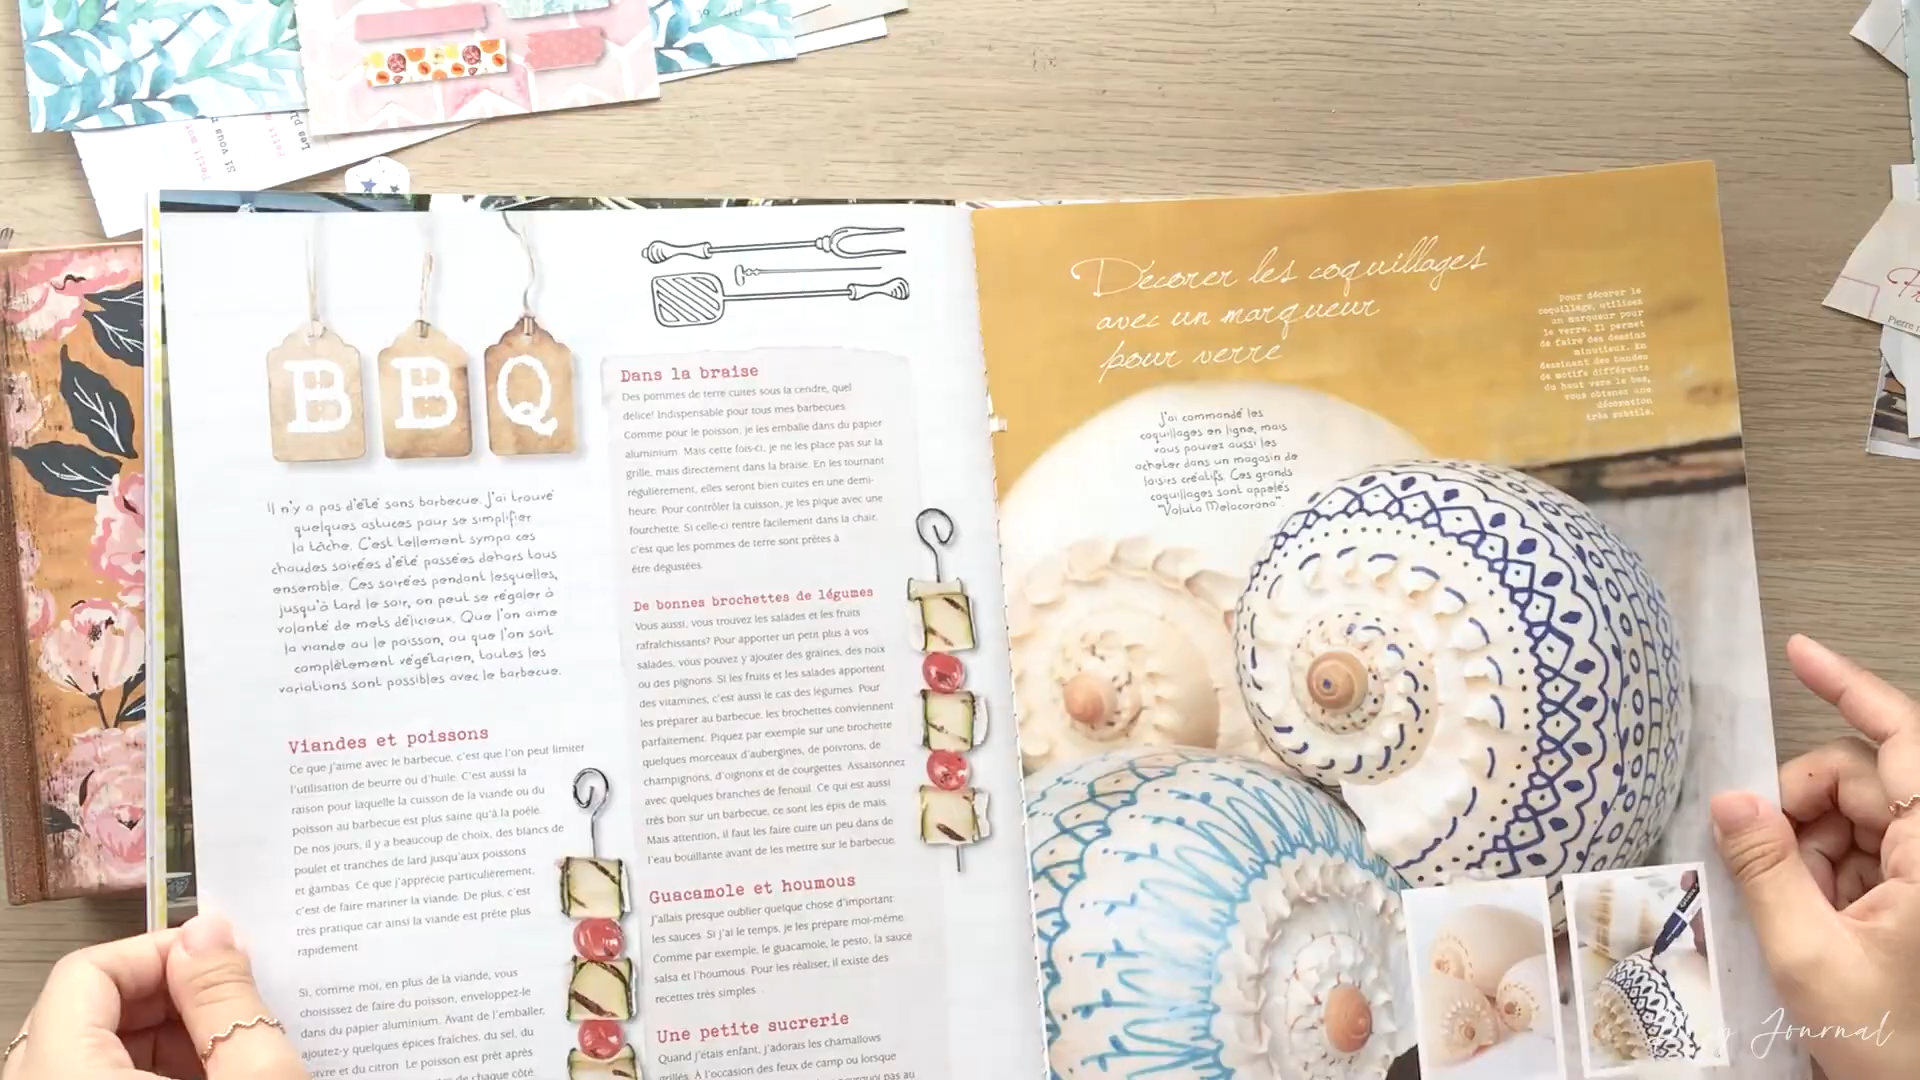 Les pl
Petit
Si vous
Petit mot
B B Q
Il n'y a pas d'été sans barbecue. J'ai trouvé
quelques astuces pour se simplifier
la tâche. C'est tellement sympa ces
chaudes soirées d'été passées dehors tous
ensemble. Ces soirées pendant lesquelles,
jusqu'à tard le soir, on peut se régaler à
volonté de mets délicieux. Que l'on aime
la viande ou le poisson, ou que l'on soit
complètement végétarien, toutes les
variations sont possibles avec le barbecue.
Viandes et poissons
Ce que j'aime avec le barbecue, c'est que l'on peut limiter
l'utilisation de beurre ou d'huile. C'est aussi la
raison pour laquelle la cuisson de la viande ou du
poisson au barbecue est plus saine qu'à la poêle.
De nos jours, il y a beaucoup de choix, des blancs de
poulet et tranches de lard jusqu'aux poissons
et gambas. Ce que j'apprécie particulièrement,
c'est de faire mariner la viande. De plus, c'est
très pratique car ainsi la viande est prête plus
rapidement.
Si, comme moi, en plus de la viande, vous
choisissez de faire du poisson, enveloppez-le
dans du papier aluminium. Avant de l'emballer,
ajoutez-y quelques épices fraîches, du sel, du
poivre et du citron. Le poisson est prêt après
de chaque côté.
Dans la braise
Des pommes de terre cuites sous la cendre, quel
délice! Indispensable pour tous mes barbecues.
Comme pour le poisson, je les emballe dans du papier
aluminium. Mais cette fois-ci, je ne les place pas sur la
grille, mais directement dans la braise. En les tournant
régulièrement, elles seront bien cuites en une demi-
heure. Pour contrôler la cuisson, je les pique avec une
fourchette. Si celle-ci rentre facilement dans la chair,
c'est que les pommes de terre sont prêtes à
être dégustées.
De bonnes brochettes de légumes
Vous aussi, vous trouvez les salades et les fruits
rafraîchissants? Pour apporter un petit plus à vos
salades, vous pouvez y ajouter des graines, des noix
ou des pignons. Si les fruits et les salades apportent
des vitamines, c'est aussi le cas des légumes. Pour
les préparer au barbecue, les brochettes conviennent
parfaitement. Piquez par exemple sur une brochette
quelques morceaux d'aubergines, de poivrons, de
champignons, d'oignons et de courgettes. Assaisonnez
avec quelques branches de fenouil. Ce qui est aussi
très bon sur un barbecue, ce sont les épis de maïs.
Mais attention, il faut les faire cuire un peu dans de
l'eau bouillante avant de les mettre sur le barbecue.
Guacamole et houmous
J'allais presque oublier quelque chose d'important :
les sauces. Si j'ai le temps, je les prépare moi-même.
Comme par exemple, le guacamole, le pesto, la sauce
salsa et l'houmous. Pour les réaliser, il existe des
recettes très simples.
Une petite sucrerie
Quand j'étais enfant, j'adorais les chamallows
grillés. À l'occasion des feux de camp ou lorsque
pourquoi pas au
Décorer les coquillages
avec un marqueur
pour verre
Pour décorer le
coquillage, utilisez
un marqueur pour
le verre. Il permet
de faire des dessins
minutieux. En
dessinant des bandes
de motifs différents
du haut vers le bas,
vous obtenez une
décoration
très subtile.
J'ai commandé les
coquillages en ligne, mais
vous pouvez aussi les
acheter dans un magasin de
loisirs créatifs. Ces grands
coquillages sont appelés
"Voluta Melocorona".
Pierre
Journal